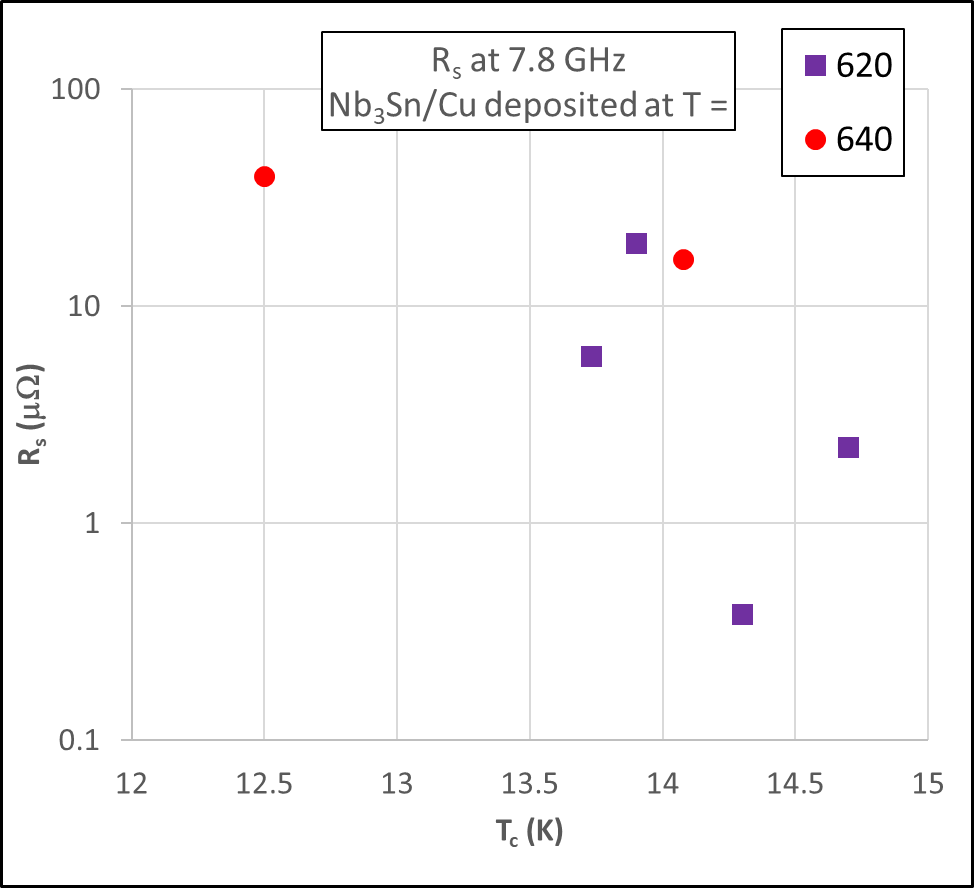 Rs at 7.8 GHz
Nb3Sn/Cu deposited at T =
620
640
100
10
1
0.1
Rs (μΩ)
12 12.5 13 13.5 14 14.5 15
Tc (K)